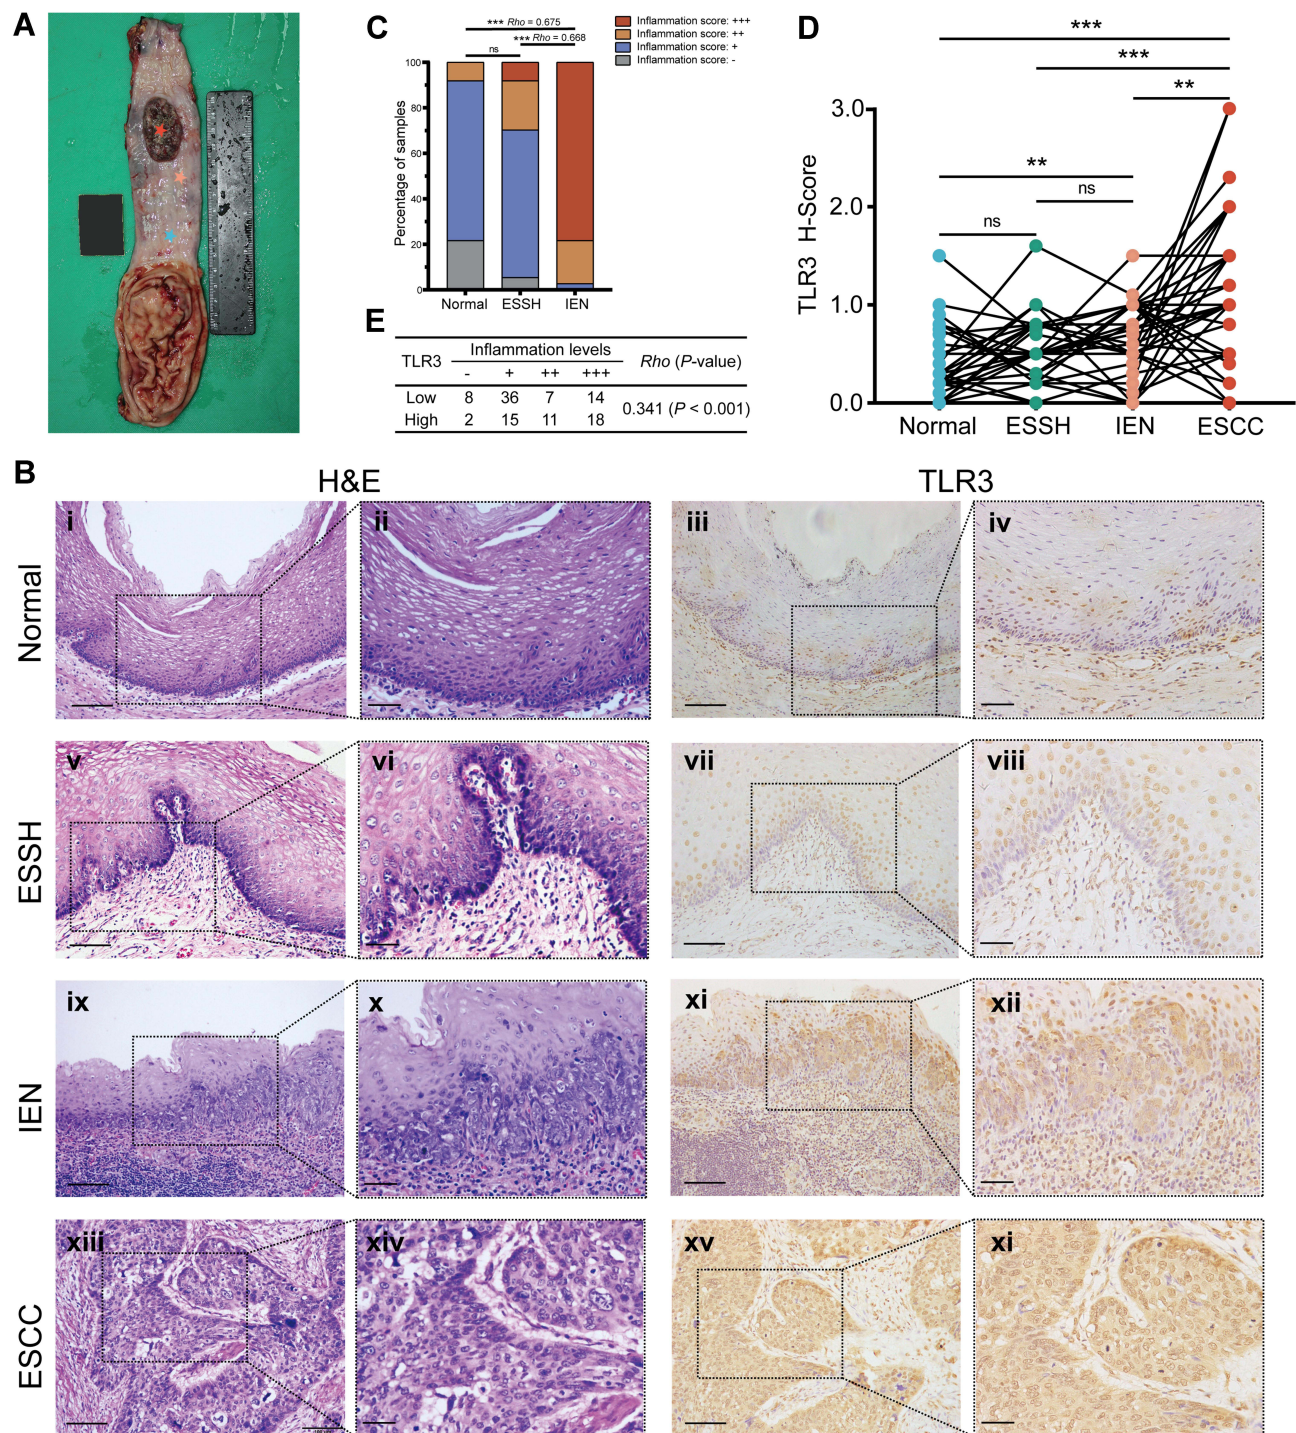 A
C
*** Rho = 0.675
*** Rho = 0.668
ns
Inflammation score: +++
Inflammation score: ++
Inflammation score: +
Inflammation score: -
Percentage of samples
100
80
60
40
20
0
Normal ESSH IEN
D
***
***
**
**
ns
ns
TLR3 H-Score
3.0
2.0
1.0
0.0
Normal ESSH IEN ESCC
E
TLR3 Inflammation levels Rho (P-value)
- + ++ +++
Low 8 36 7 14
0.341 (P < 0.001)
High 2 15 11 18
B
H&E TLR3
Normal
i ii iii iv
ESSH
v vi vii viii
IEN
ix x xi xii
ESCC
xiii xiv xv xi